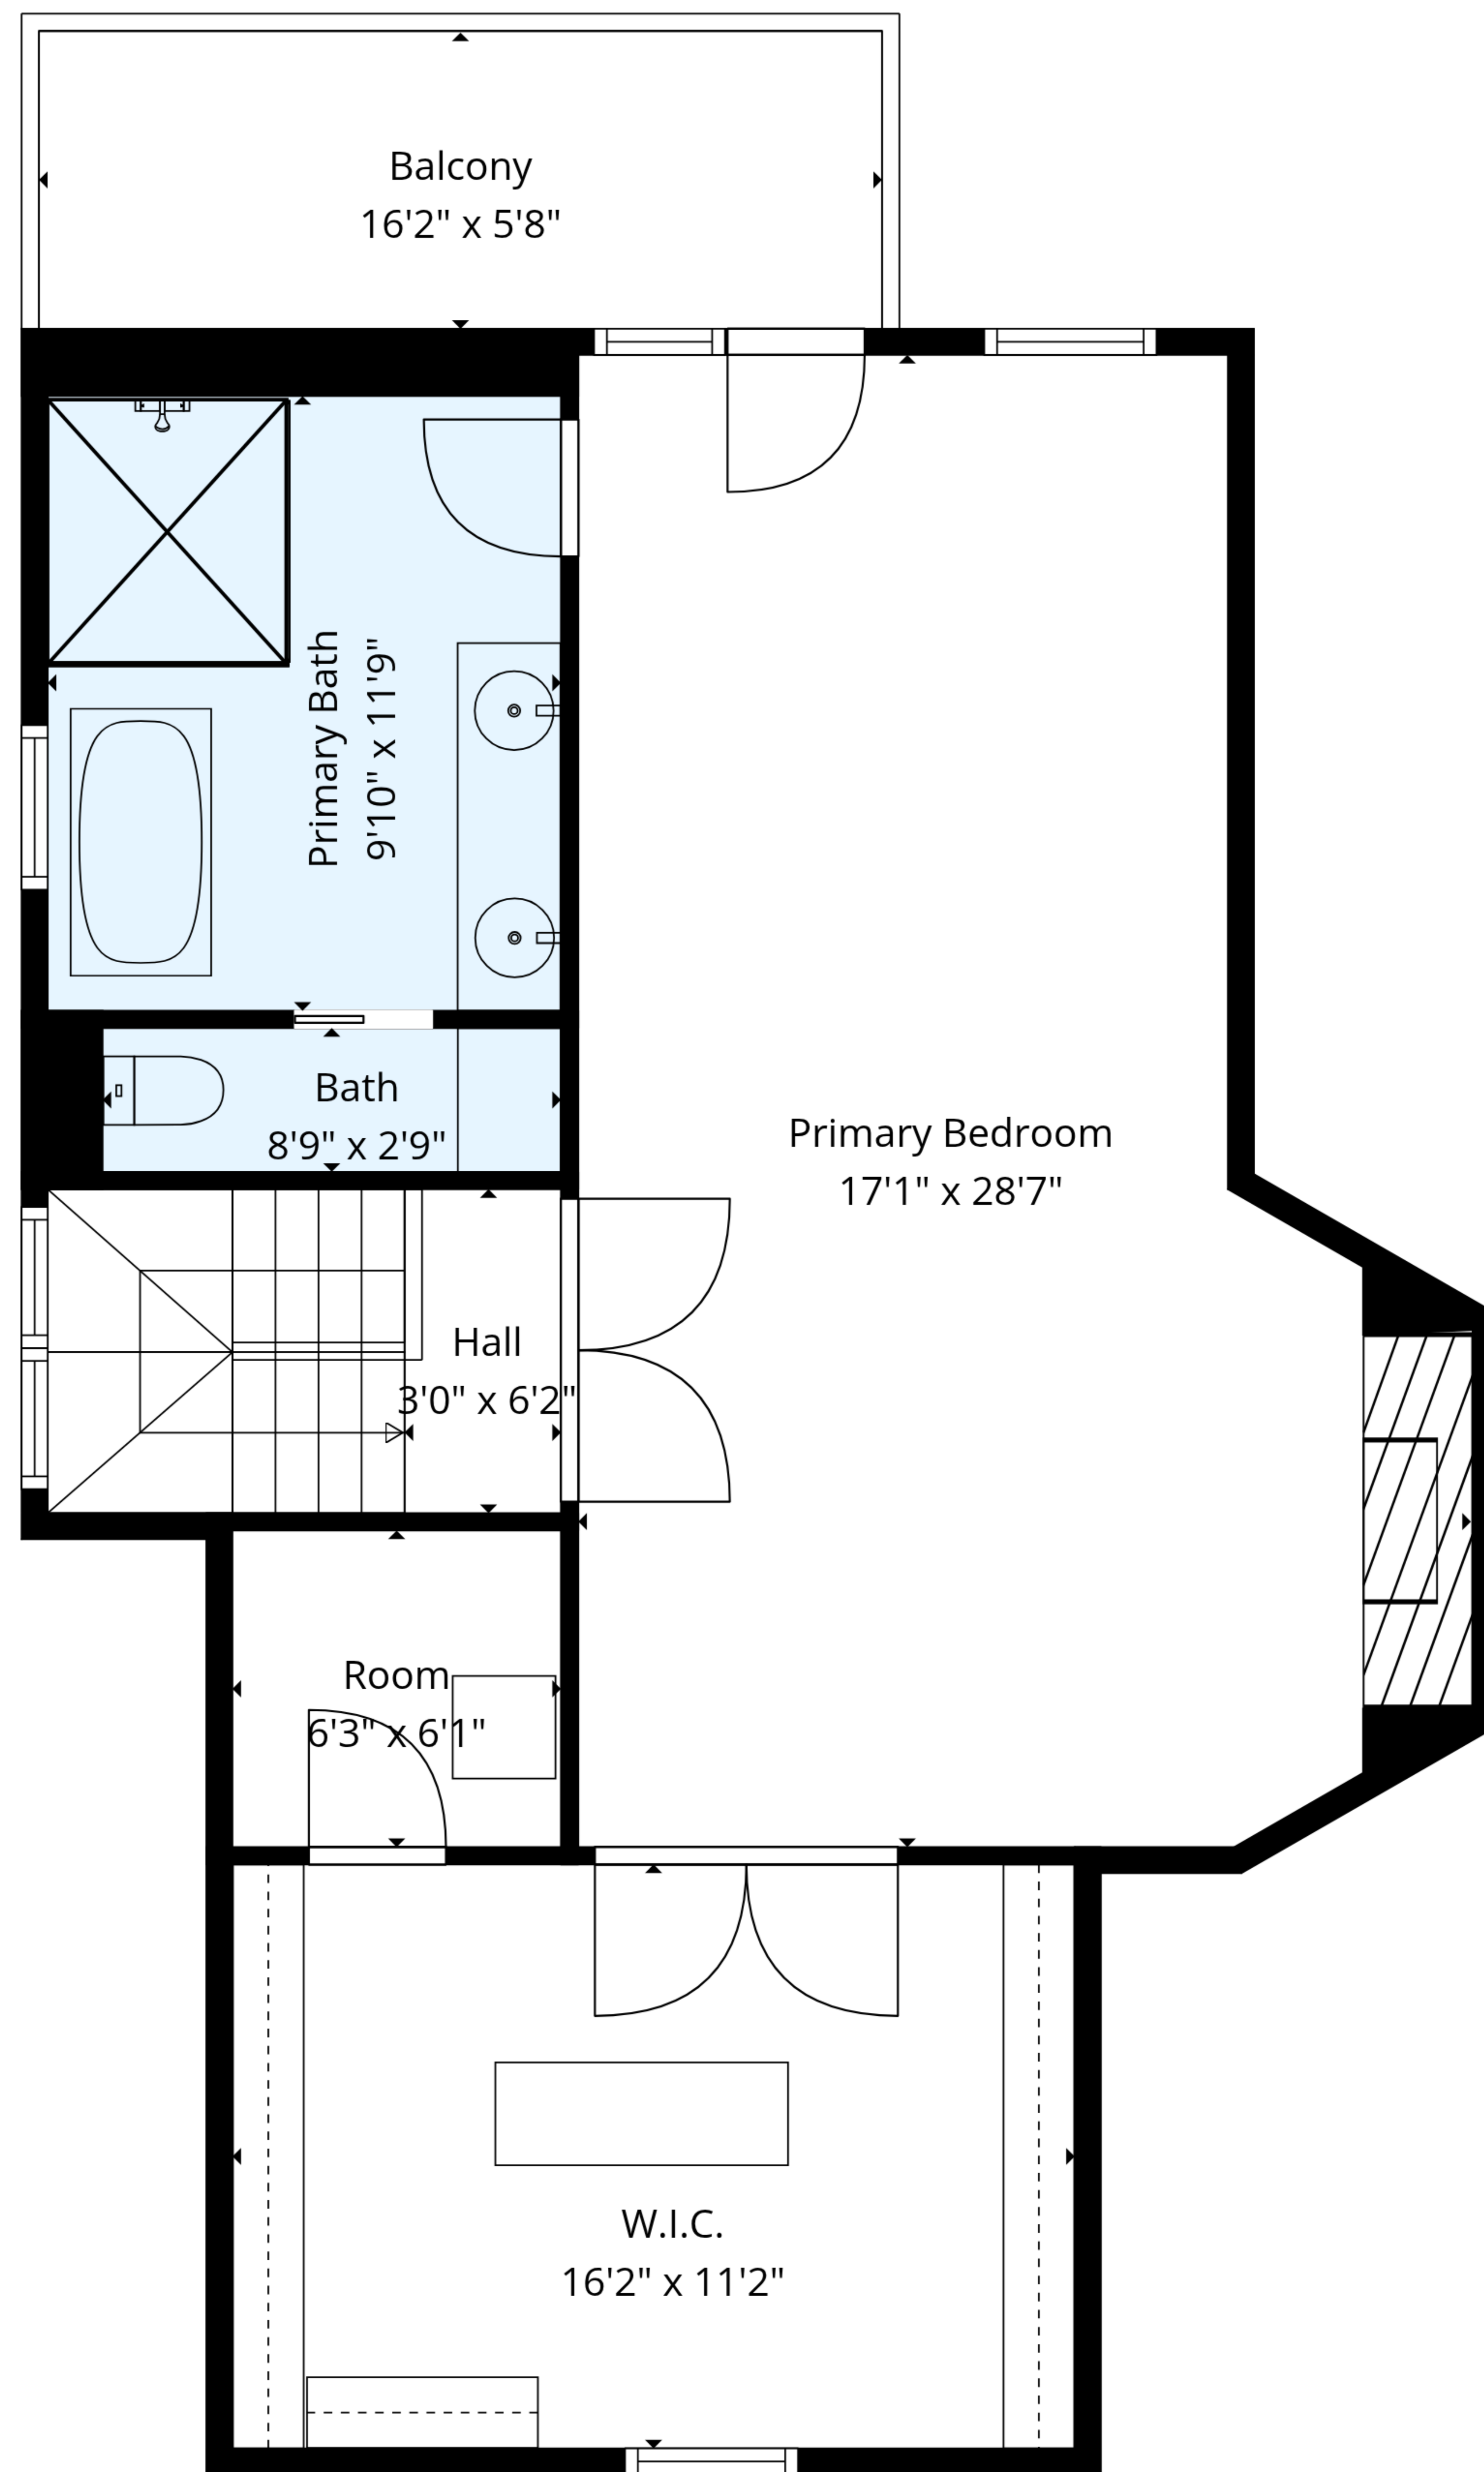 Balcony
16'2" x 5'8"
Primary Bath
9'10" x 11'9"
Bath
8'9" x 2'9"
Primary Bedroom
17'1" x 28'7"
Hall
3'0" x 6'2"
Room
6'3" x 6'1"
W.I.C.
16'2" x 11'2"